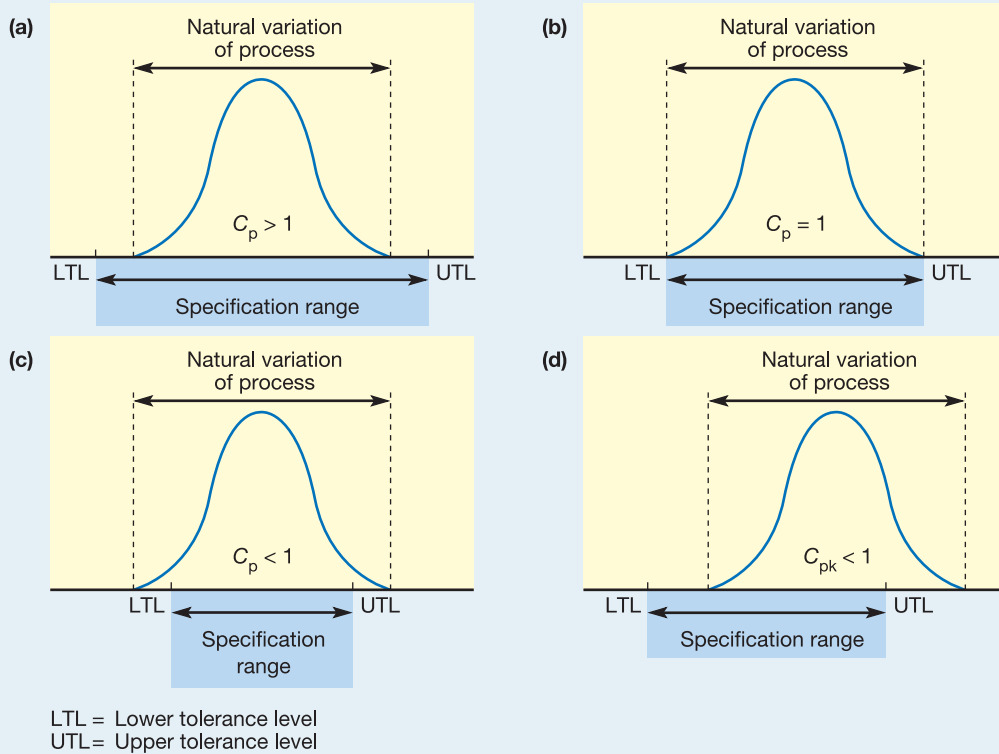 (a)
Natural variation
of process
Cp > 1
LTL
UTL
Specification range
(b)
Natural variation
of process
Cp = 1
LTL
UTL
Specification range
(c)
Natural variation
of process
Cp < 1
LTL
UTL
Specification
range
(d)
Natural variation
of process
Cpk < 1
LTL
UTL
Specification range
LTL = Lower tolerance level
UTL = Upper tolerance level